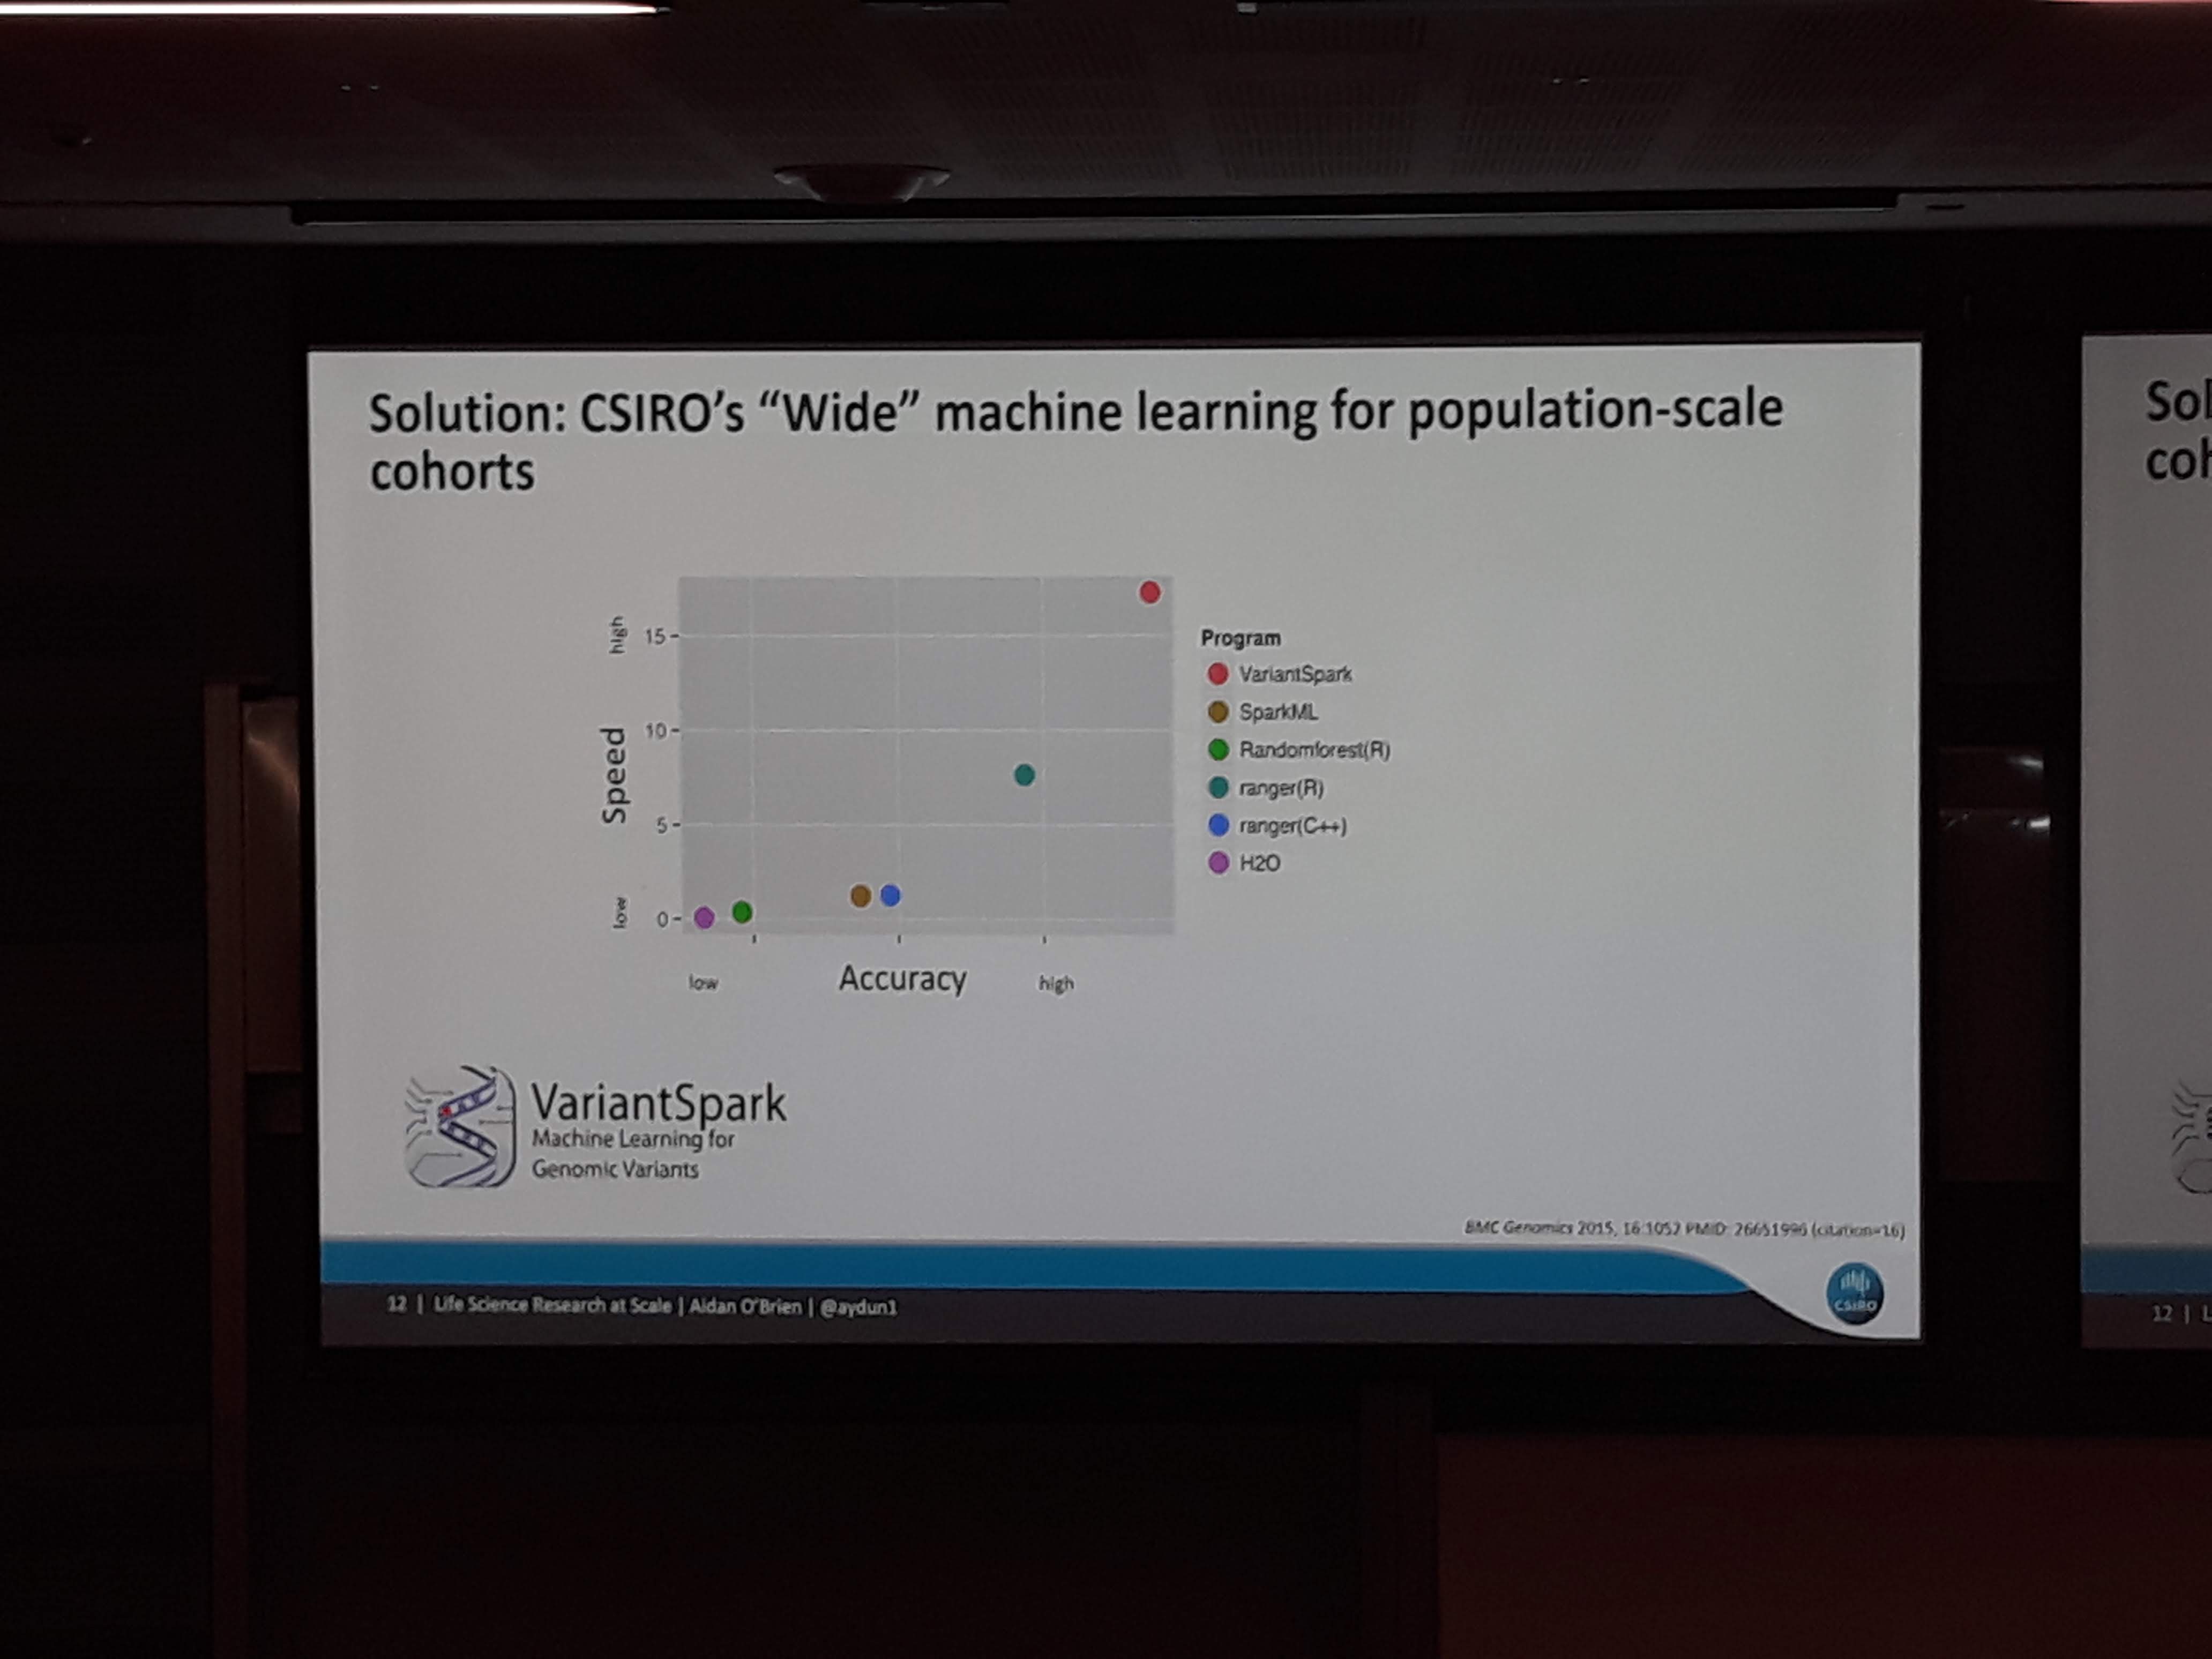 Solution: CSIRO’s “Wide” machine learning for population-scale
cohorts
high
15
10
5
0
low
Speed
low
Accuracy
high
Program
VariantSpark
SparkML
Randomforest(R)
ranger(R)
ranger(C++)
H2O
VariantSpark
Machine Learning for
Genomic Variants
BMC Genomics 2015, 16:1052 PMID: 26651996 (citation=16)
12 | Life Science Research at Scale | Aidan O'Brien | @aydun1
CSIRO
Sol
coh
12 | L